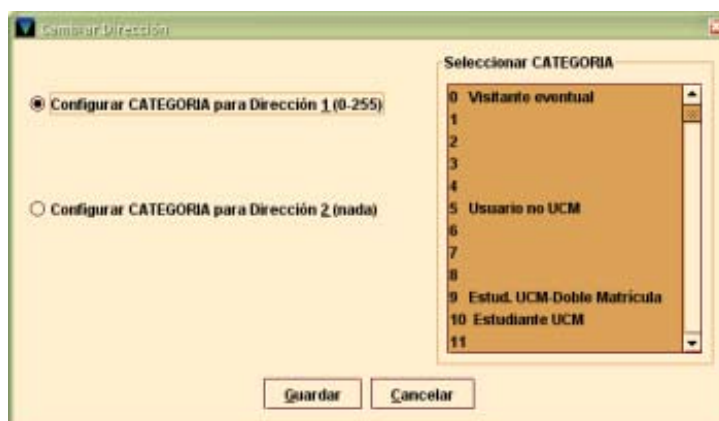 Cambiar Dirección
Seleccionar CATEGORIA
Configurar CATEGORIA para Dirección 1 (0-255)
Configurar CATEGORIA para Dirección 2 (nada)
0 Visitante eventual
1
2
3
4
5 Usuario no UCM
6
7
8
9 Estud. UCM-Doble Matrícula
10 Estudiante UCM
11
Guardar
Cancelar